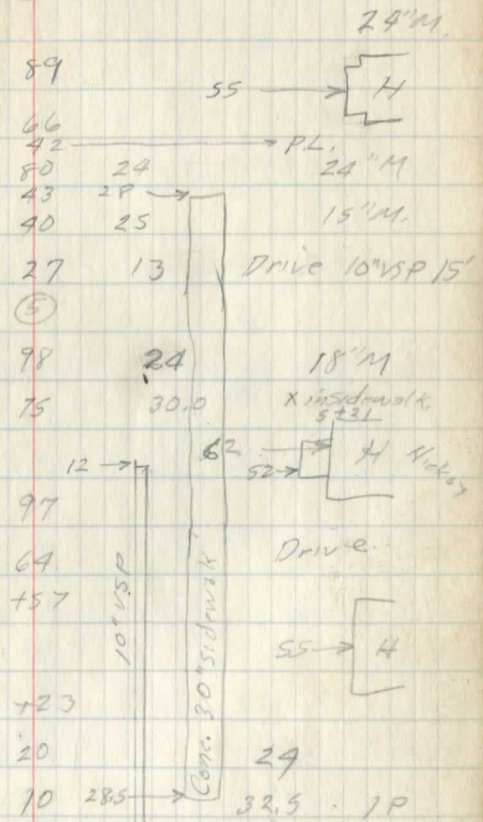 24" M.
89 55 H
66
42 P.L.
80 24 24" M
43 28
40 25 15" M.
27 13 Drive 10" VSP 15'
5
98 24 18" M
75 30.0 X in sidewalk
5+21
62 H
12 52
97
Drive
64
10" VSP
Conc. 30" sidewalk
+57
55 H
+23
20 24
10 28.5 32.5 1P